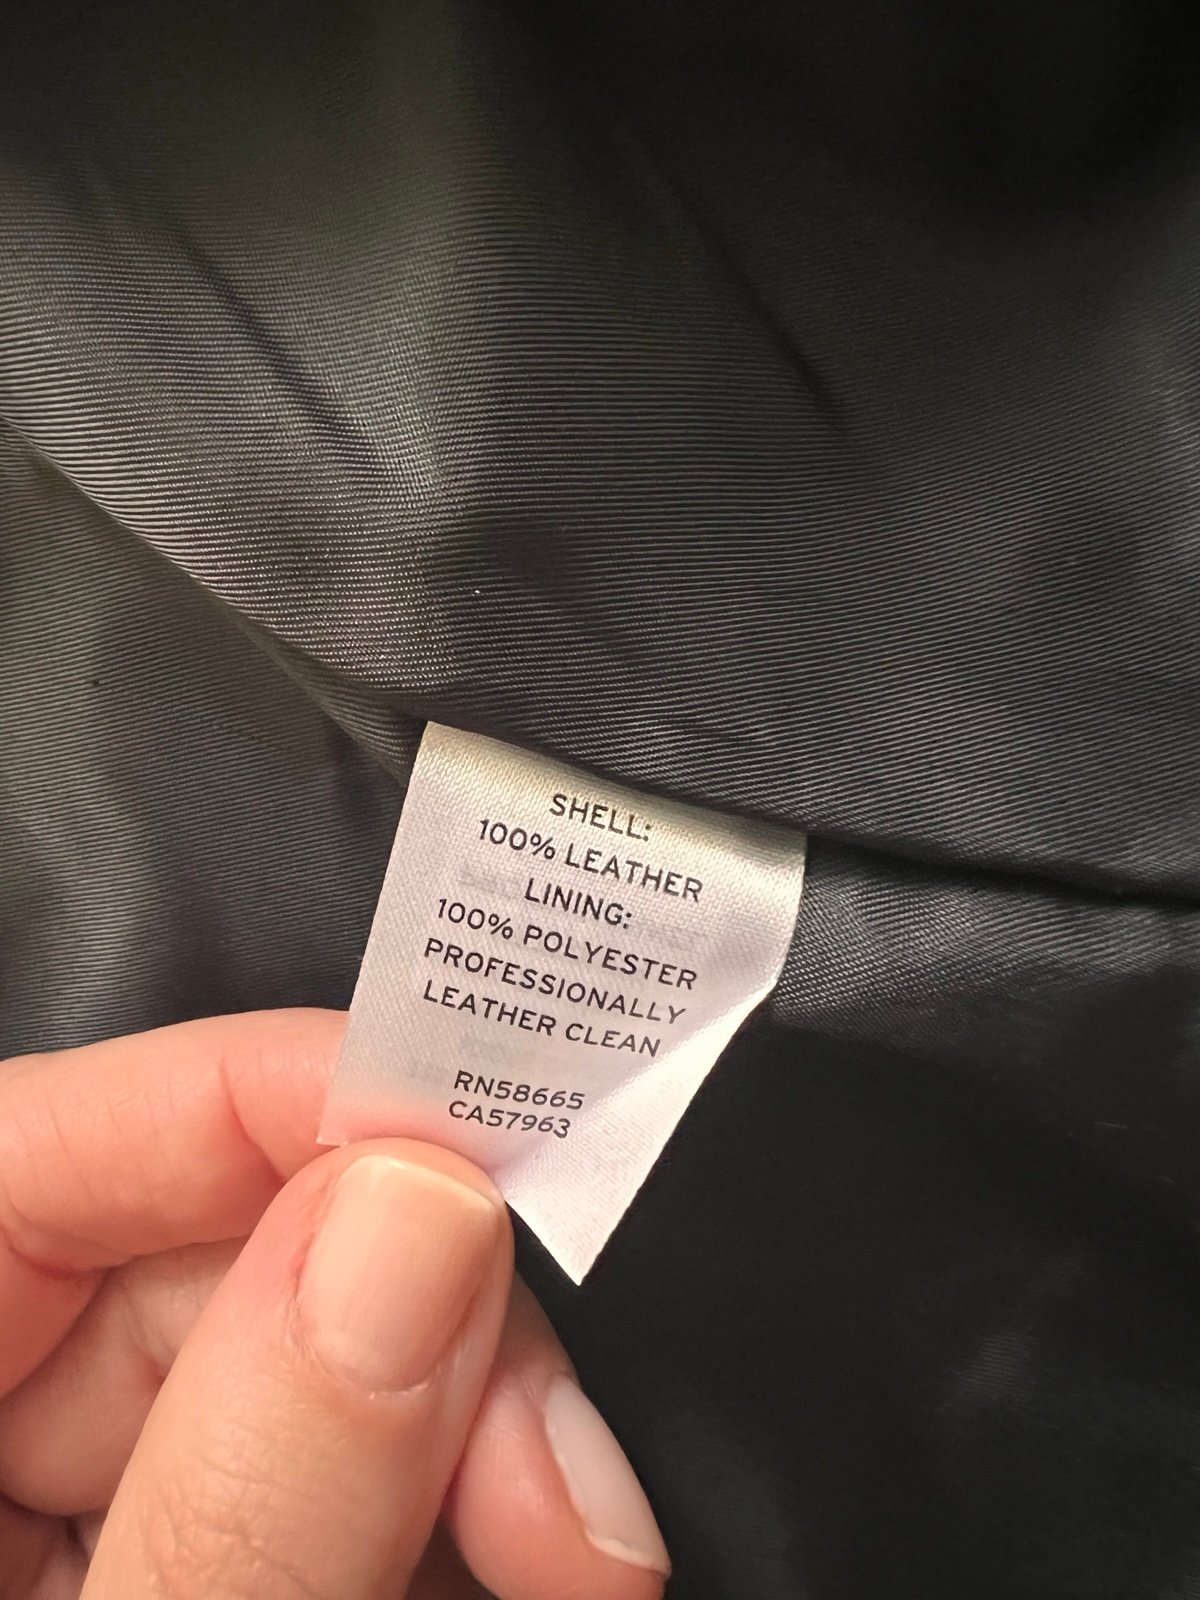 SHELL:
100% LEATHER
LINING:
100% POLYESTER
PROFESSIONALLY
LEATHER CLEAN
RN58665
CA57963